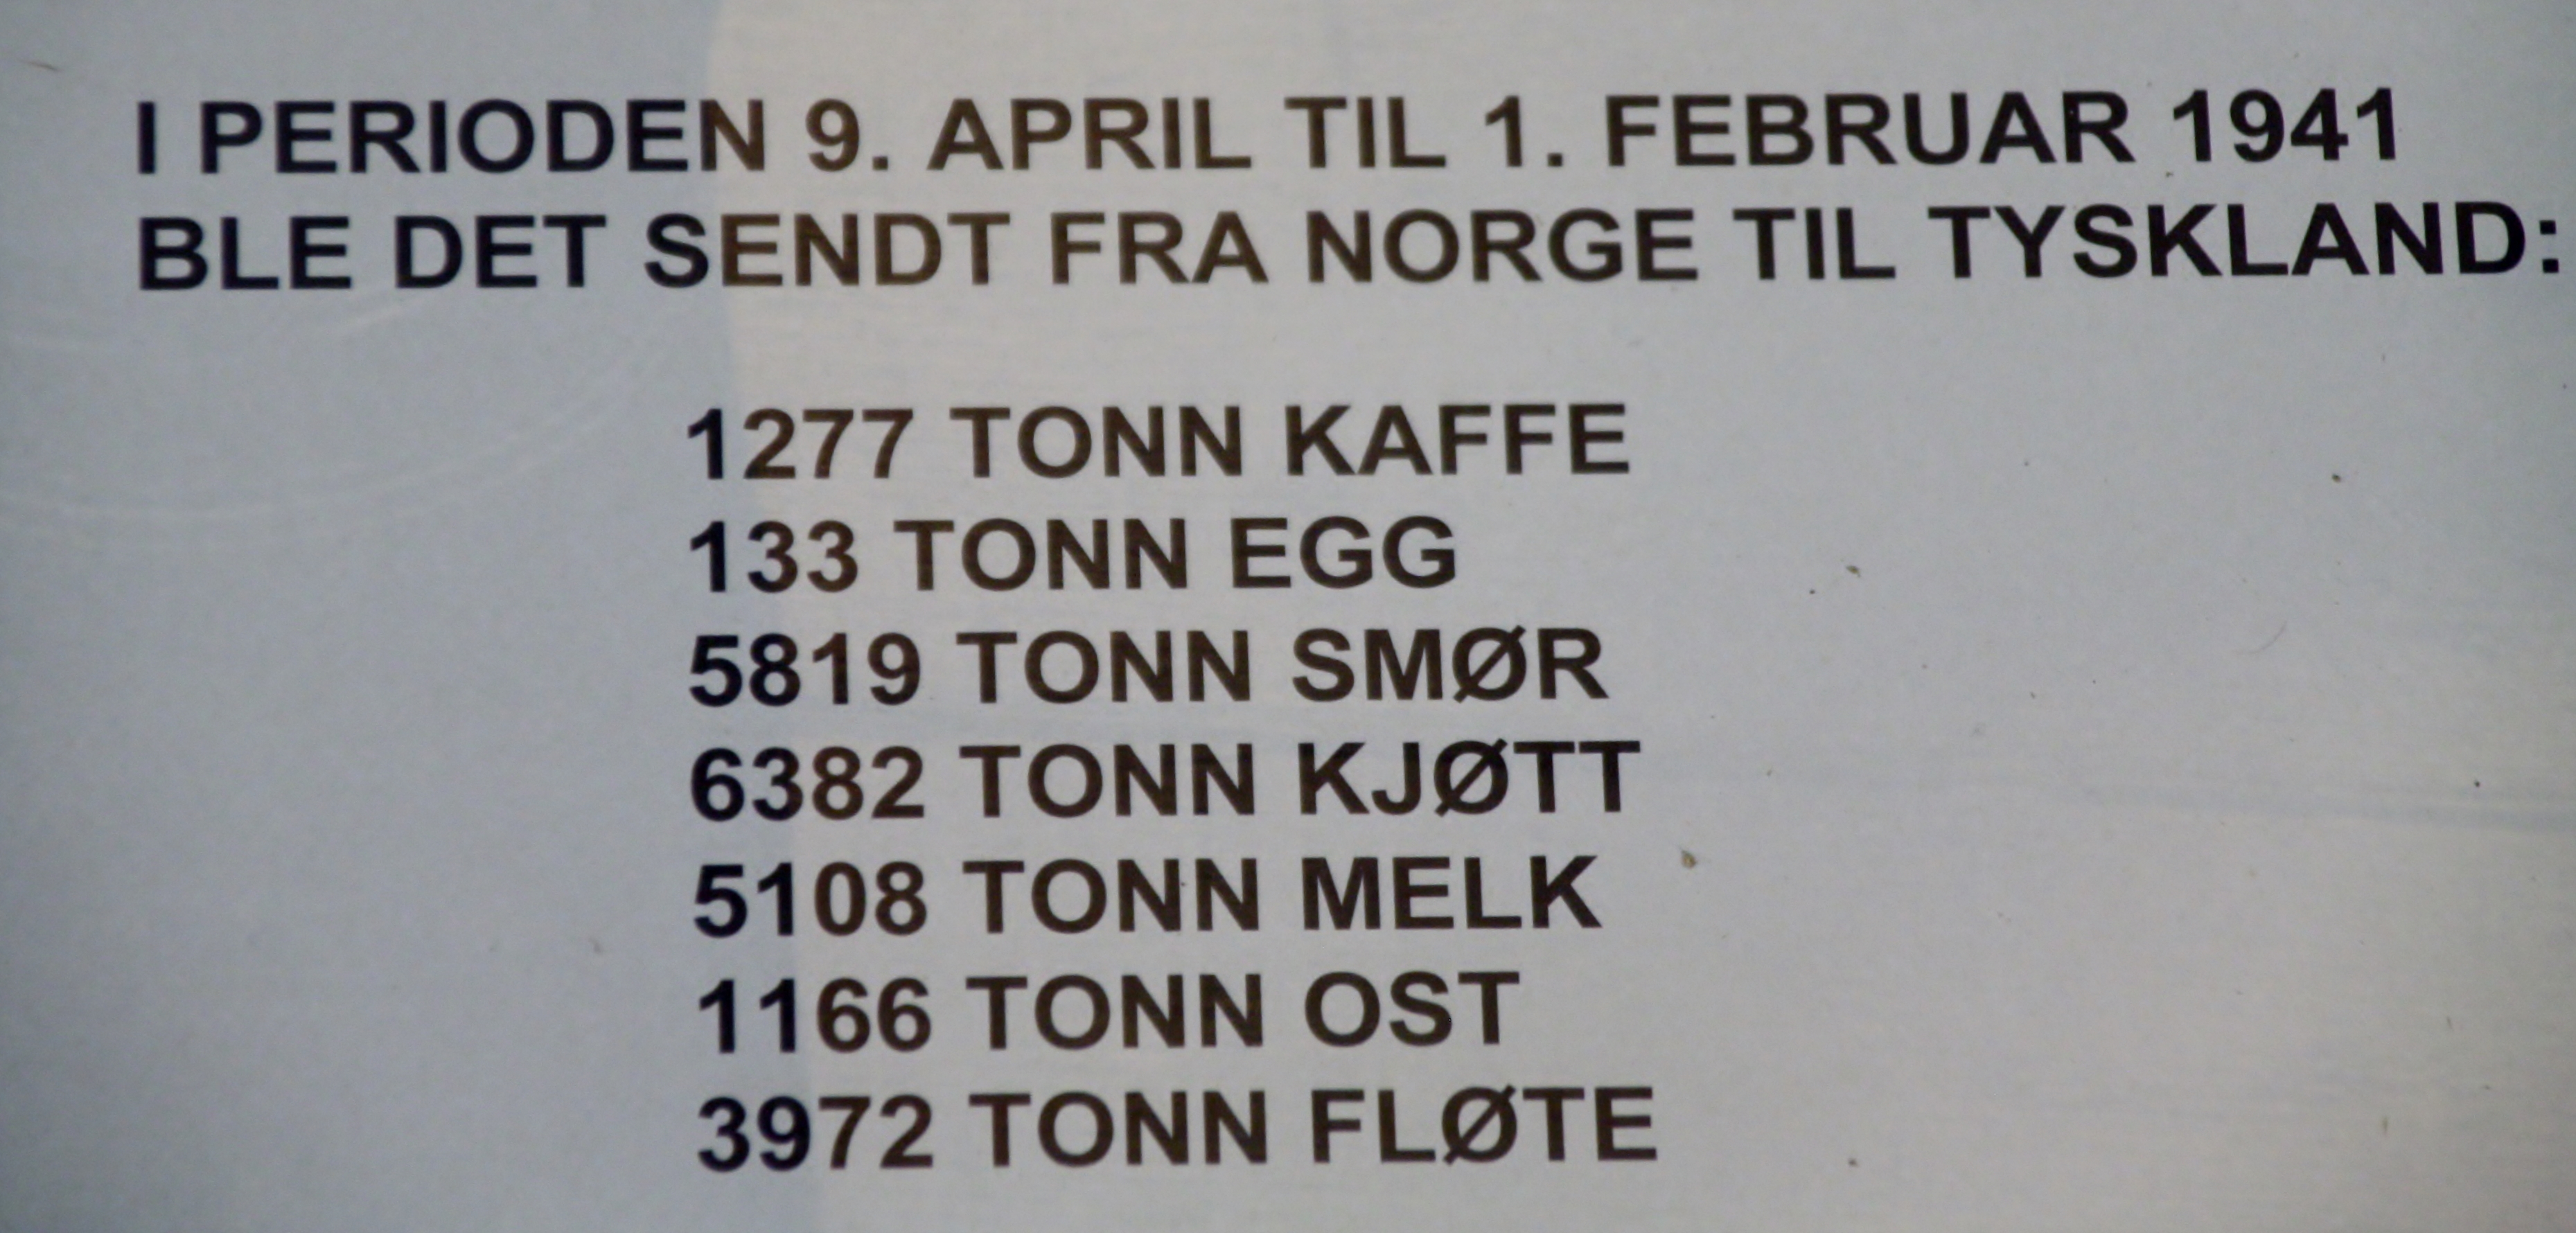 I PERIODEN 9. APRIL TIL 1. FEBRUAR 1941
BLE DET SENDT FRA NORGE TIL TYSKLAND:
1277 TONN KAFFE
133 TONN EGG
5819 TONN SMØR
6382 TONN KJØTT
5108 TONN MELK
1166 TONN OST
3972 TONN FLØTE